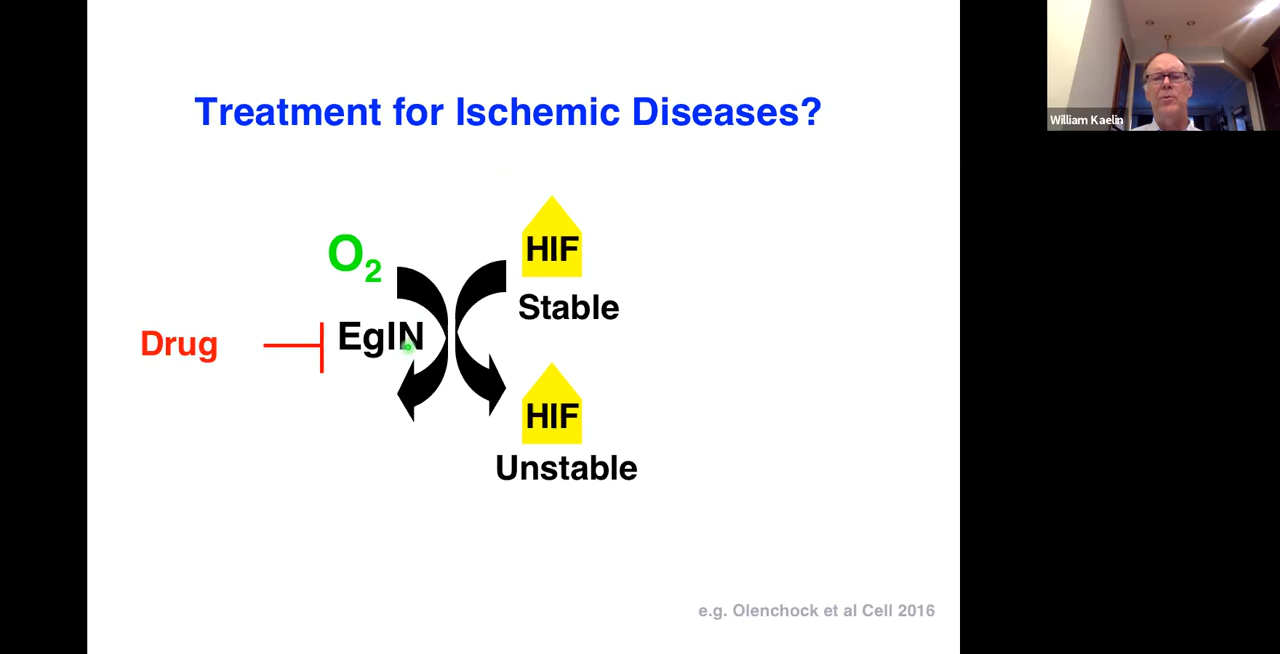 Treatment for Ischemic Diseases?
William Kaelin
O2
HIF
Stable
Drug
EglN
HIF
Unstable
e.g. Olenchock et al Cell 2016